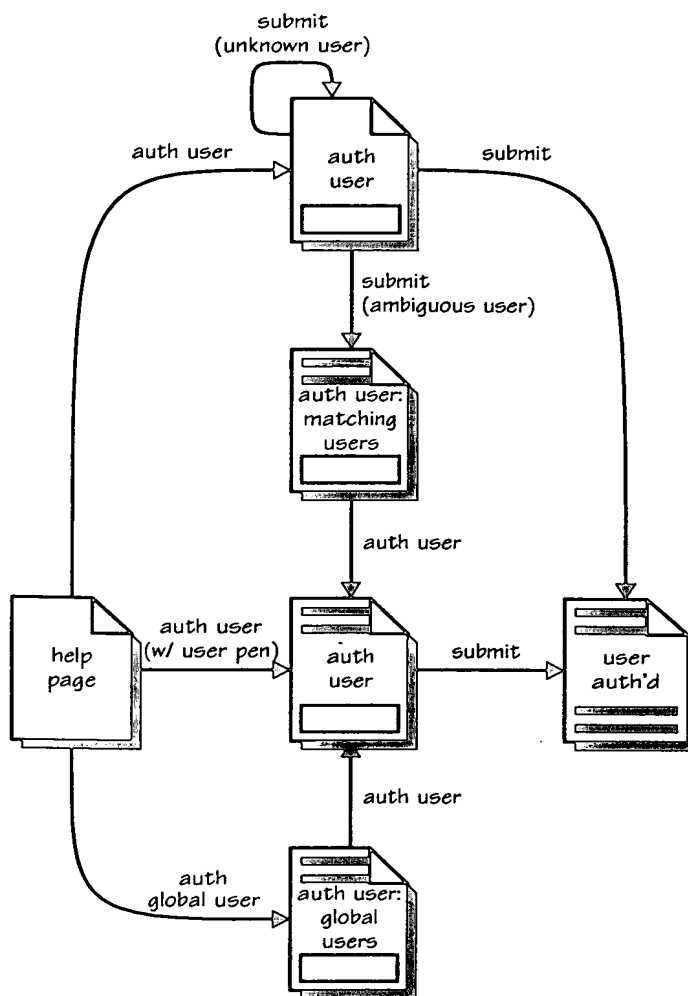 submit
(unknown user)
auth user
auth
user
submit
submit
(ambiguous user)
auth user:
matching
users
auth user
help
page
auth user
(w/ user pen)
auth
user
submit
user
auth'd
auth user
auth
global user
auth user:
global
users